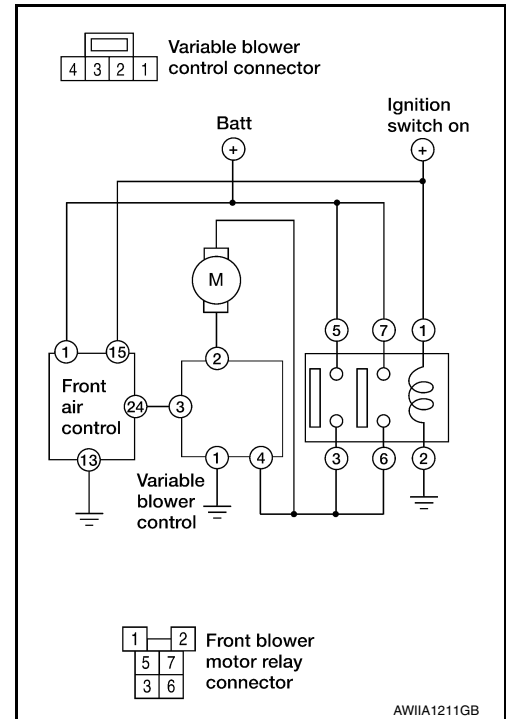 Variable blower
control connector
4 3 2 1
Ignition
switch on
Batt
+
+
M
5 7 1
1 15
2
Front
air
control
24
3
13
1 4
3 6 2
Variable
blower
control
1 2
5 7
3 6
Front blower
motor relay
connector
AWIIA1211GB